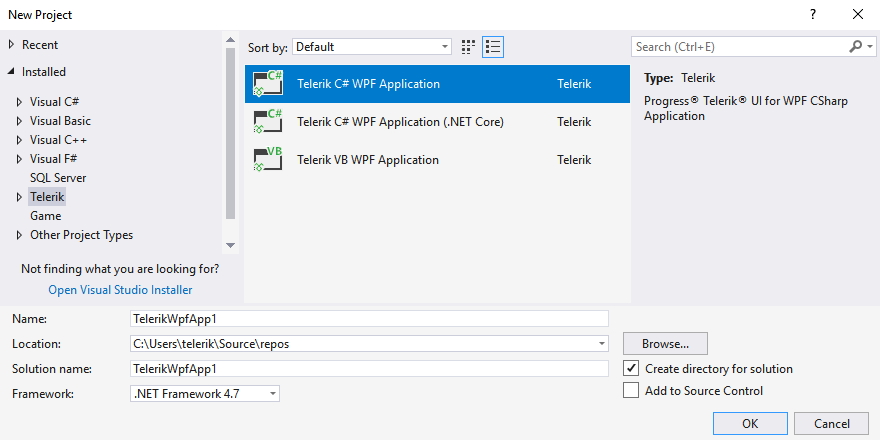 New Project
?
Recent
Installed
Visual C#
Visual Basic
Visual C++
Visual F#
SQL Server
Telerik
Game
Other Project Types
Not finding what you are looking for?
Open Visual Studio Installer
Sort by: Default
C# Telerik C# WPF Application Telerik
C# Telerik C# WPF Application (.NET Core) Telerik
VB Telerik VB WPF Application Telerik
Search (Ctrl+E)
Type: Telerik
Progress® Telerik® UI for WPF CSharp
Application
Name: TelerikWpfApp1
Location: C:\Users\telerik\Source\repos Browse...
Solution name: TelerikWpfApp1 Create directory for solution
Framework: .NET Framework 4.7 Add to Source Control
OK Cancel